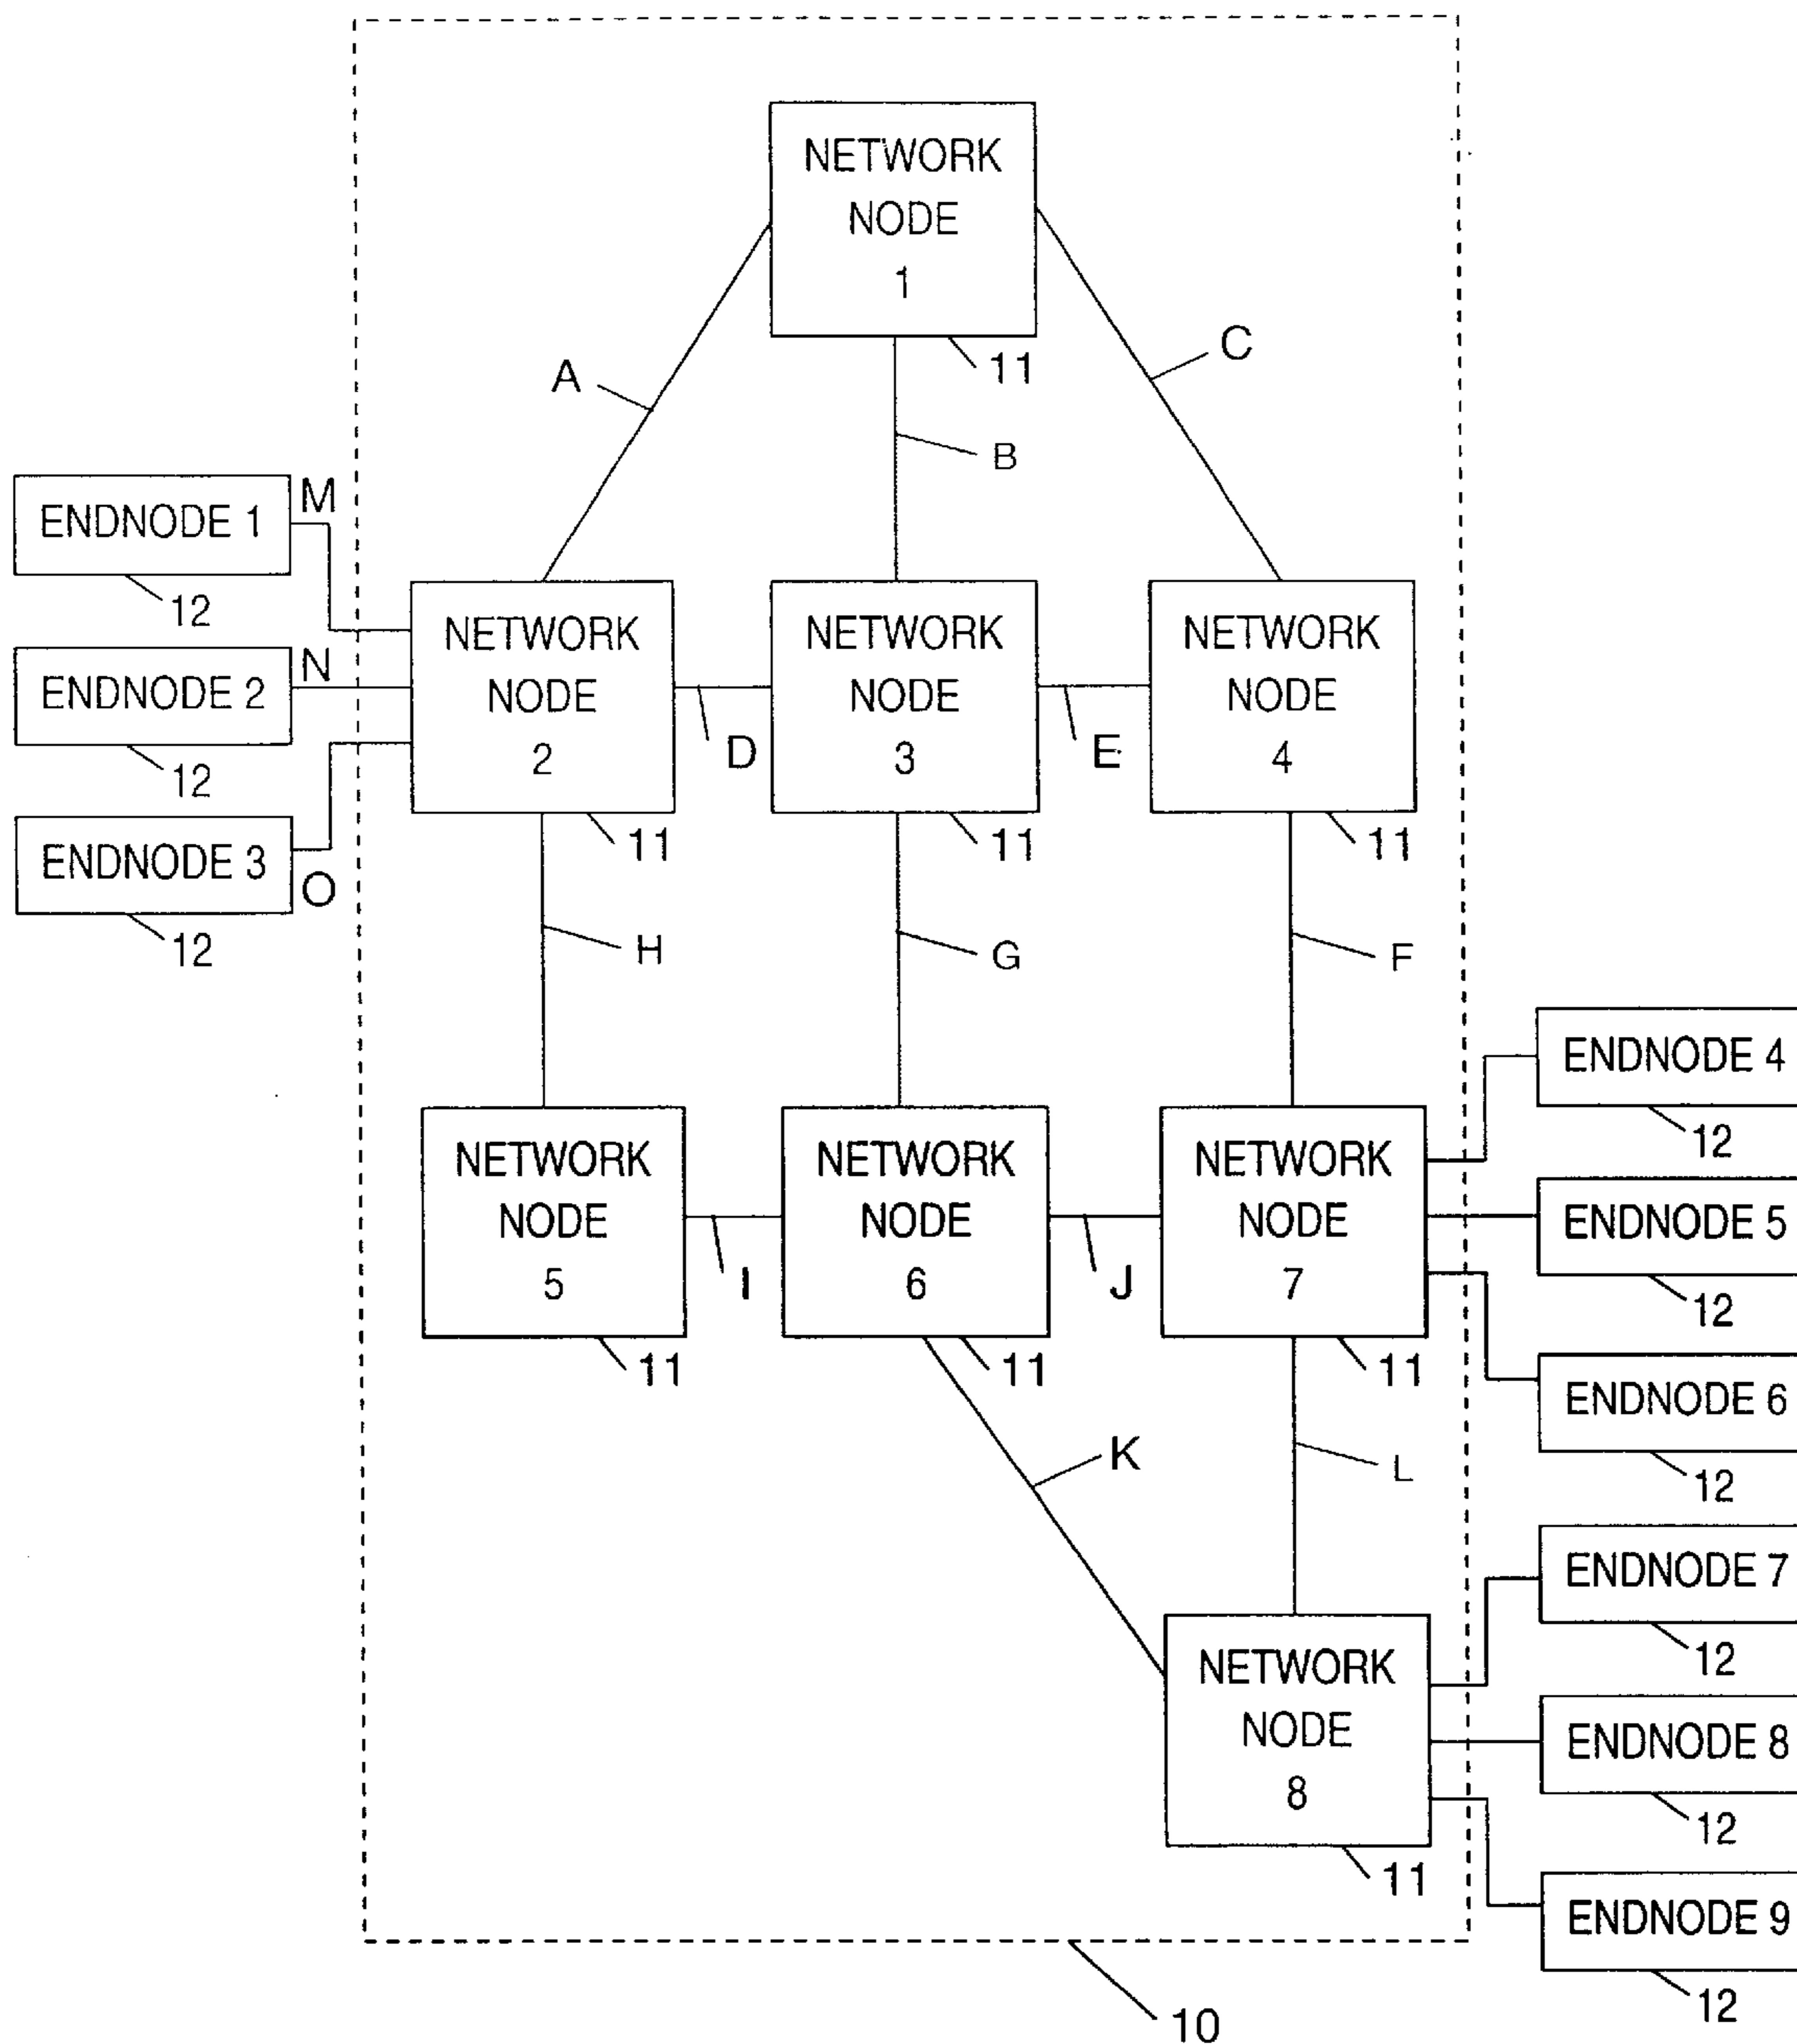 NETWORK
NODE
1
11
A
C
B
M
ENDNODE 1
12
N
ENDNODE 2
12
ENDNODE 3
O
12
NETWORK
NODE
2
11
D
NETWORK
NODE
3
11
E
NETWORK
NODE
4
11
H
G
F
ENDNODE 4
12
ENDNODE 5
12
ENDNODE 6
12
NETWORK
NODE
5
11
I
NETWORK
NODE
6
11
J
NETWORK
NODE
7
11
K
L
ENDNODE 7
12
ENDNODE 8
12
ENDNODE 9
12
NETWORK
NODE
8
11
10